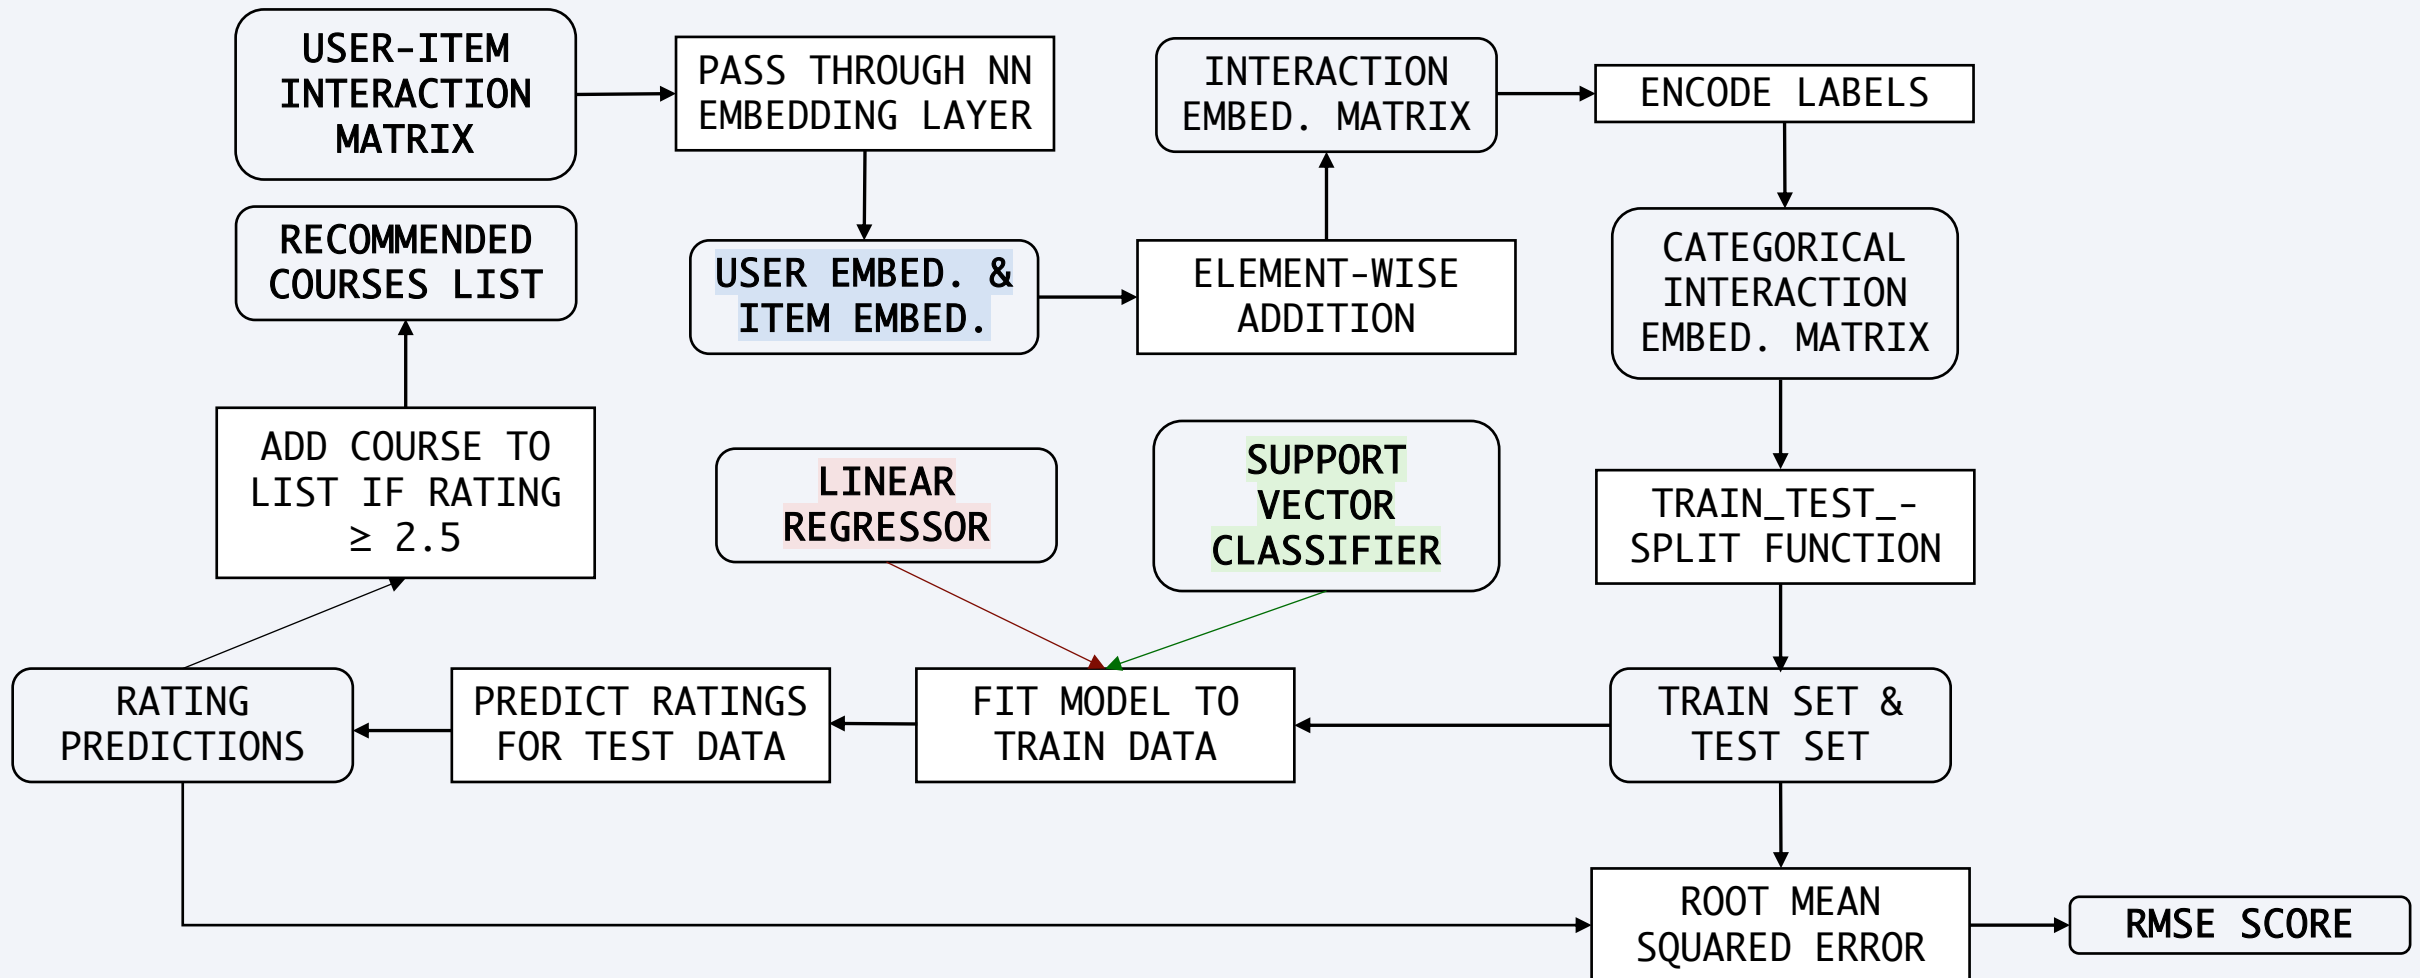 USER-ITEM
INTERACTION
MATRIX
PASS THROUGH NN
EMBEDDING LAYER
INTERACTION
EMBED. MATRIX
ENCODE LABELS
RECOMMENDED
COURSES LIST
USER EMBED. &
ITEM EMBED.
ELEMENT-WISE
ADDITION
CATEGORICAL
INTERACTION
EMBED. MATRIX
ADD COURSE TO
LIST IF RATING
≥ 2.5
LINEAR
REGRESSOR
SUPPORT
VECTOR
CLASSIFIER
TRAIN_TEST_-
SPLIT FUNCTION
RATING
PREDICTIONS
PREDICT RATINGS
FOR TEST DATA
FIT MODEL TO
TRAIN DATA
TRAIN SET &
TEST SET
ROOT MEAN
SQUARED ERROR
RMSE SCORE